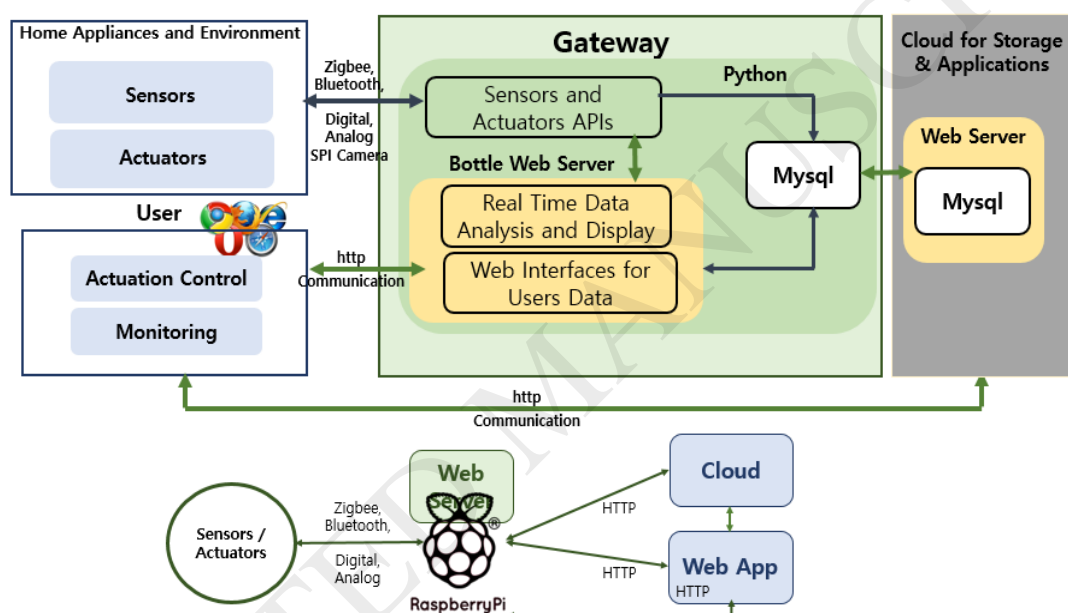 Home Appliances and Environment
Sensors
Actuators
Zigbee,
Bluetooth,
Digital,
Analog
SPI Camera
Gateway
Python
Sensors and
Actuators APIs
Bottle Web Server
Real Time Data
Analysis and Display
Web Interfaces for
Users Data
Mysql
Cloud for Storage
& Applications
Web Server
Mysql
User
Actuation Control
Monitoring
http
Communication
http
Communication
Sensors /
Actuators
Zigbee,
Bluetooth,
Digital,
Analog
Web
Server
®
RaspberryPi
HTTP
HTTP
Cloud
Web App
HTTP